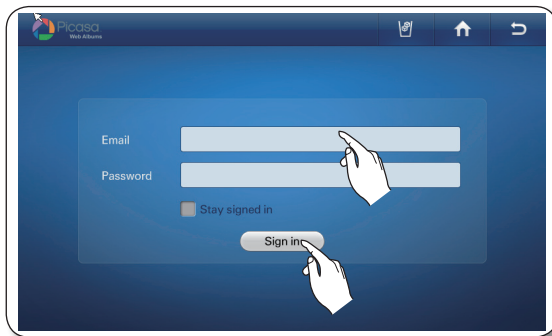 Picasa
Web Albums
Email
Password
Stay signed in
Sign in